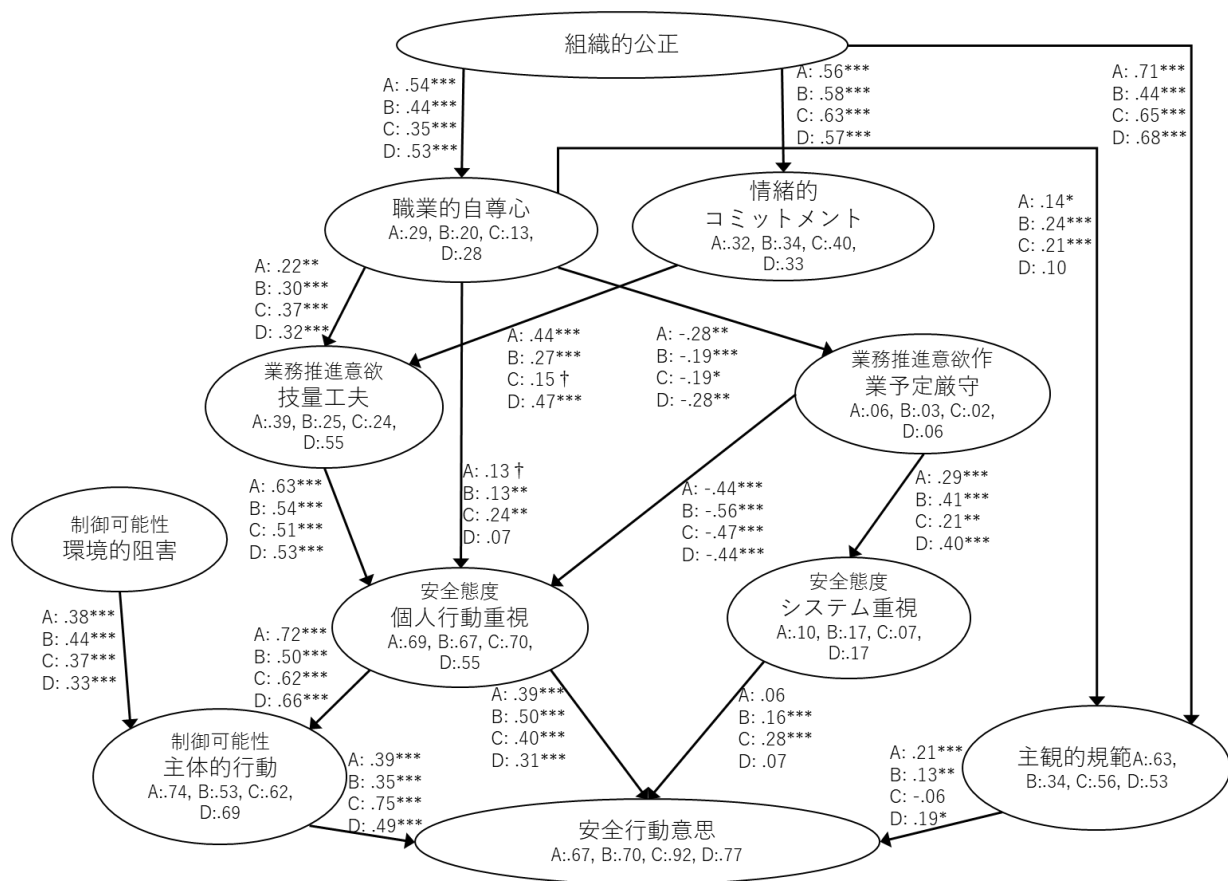 組織的公正
A: .54***
B: .44***
C: .35***
D: .53***
A: .56***
B: .58***
C: .63***
D: .57***
A: .71***
B: .44***
C: .65***
D: .68***
職業的自尊心
A:.29, B:.20, C:.13,
D:.28
情緒的
コミットメント
A:.32, B:.34, C:.40,
D:.33
A: .14*
B: .24***
C: .21***
D: .10
A: .22**
B: .30***
C: .37***
D: .32***
A: .44***
B: .27***
C: .15†
D: .47***
A: -.28**
B: -.19***
C: -.19*
D: -.28**
業務推進意欲
技量工夫
A:.39, B:.25, C:.24,
D:.55
業務推進意欲作
業予定厳守
A:.06, B:.03, C:.02,
D:.06
A: .63***
B: .54***
C: .51***
D: .53***
A: .13†
B: .13**
C: .24**
D: .07
A: -.44***
B: -.56***
C: -.47***
D: -.44***
A: .29***
B: .41***
C: .21**
D: .40***
制御可能性
環境的阻害
安全態度
個人行動重視
A:.69, B:.67, C:.70,
D:.55
安全態度
システム重視
A:.10, B:.17, C:.07,
D:.17
A: .38***
B: .44***
C: .37***
D: .33***
A: .72***
B: .50***
C: .62***
D: .66***
A: .39***
B: .50***
C: .40***
D: .31***
A: .06
B: .16***
C: .28***
D: .07
制御可能性
主体的行動
A:.74, B:.53, C:.62,
D:.69
A: .39***
B: .35***
C: .75***
D: .49***
A: .21***
B: .13**
C: -.06
D: .19*
主観的規範A:.63,
B:.34, C:.56, D:.53
安全行動意思
A:.67, B:.70, C:.92, D:.77